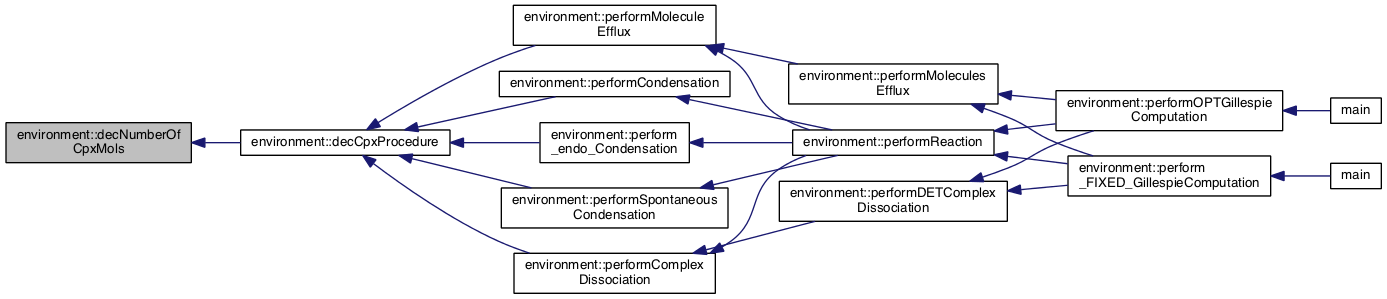 environment::decNumberOf
CpxMols
environment::decCpxProcedure
environment::performMolecule
Efflux
environment::performCondensation
environment::perform
_endo_Condensation
environment::performSpontaneous
Condensation
environment::performComplex
Dissociation
environment::performMolecules
Efflux
environment::performReaction
environment::performDETComplex
Dissociation
environment::performOPTGillespie
Computation
environment::perform
_FIXED_GillespieComputation
main
main